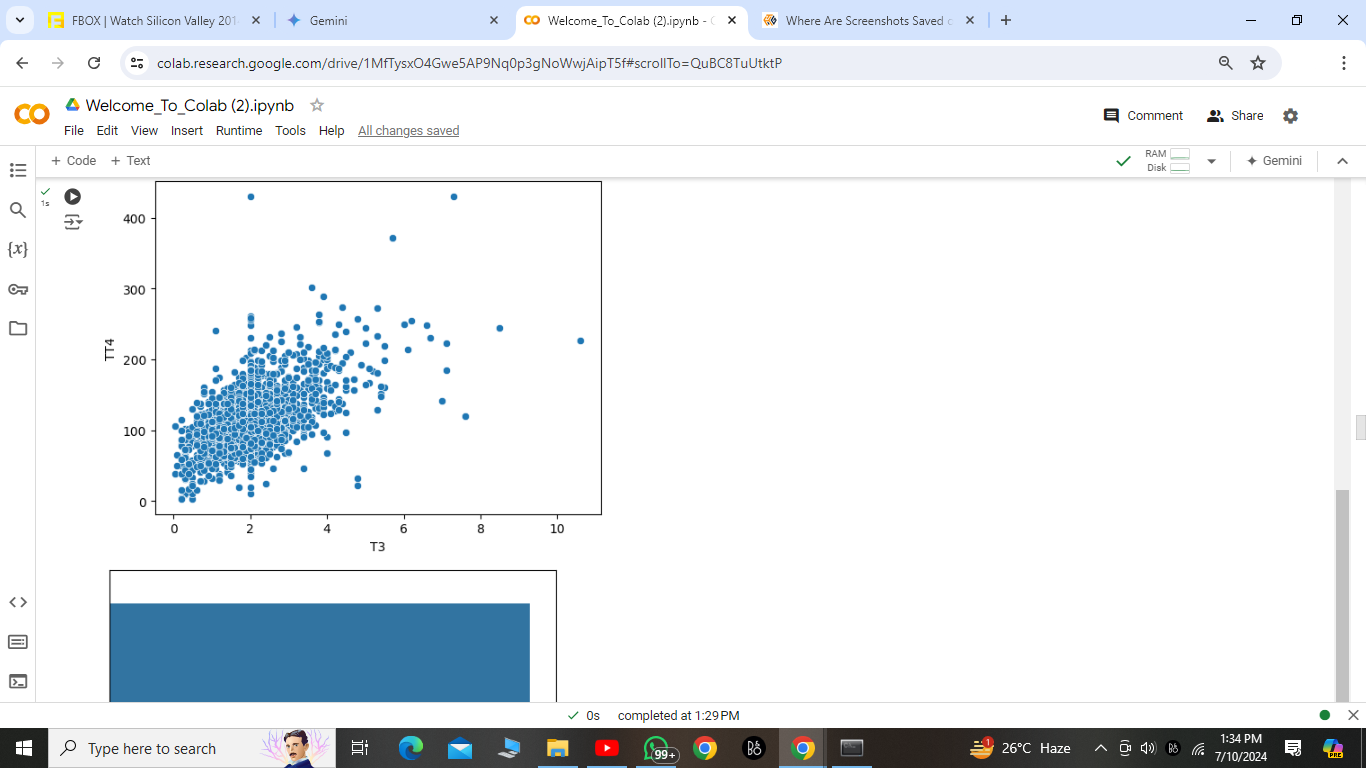 FBOX | Watch Silicon Valley 201
Gemini
Welcome_To_Colab (2).ipynb - C
Where Are Screenshots Saved o
colab.research.google.com/drive/1MfTysxO4Gwe5AP9Nq0p3gNoWwjAipT5f#scrollTo=QuBC8TuUtktP
Welcome_To_Colab (2).ipynb
Comment
Share
File Edit View Insert Runtime Tools Help All changes saved
+ Code + Text
RAM
Disk
Gemini
{x}
1s
400
300
200
100
0
TT4
0 2 4 6 8 10
T3
0s completed at 1:29 PM
Type here to search
99+
1
26°C Haze
1:34 PM
7/10/2024
PRE